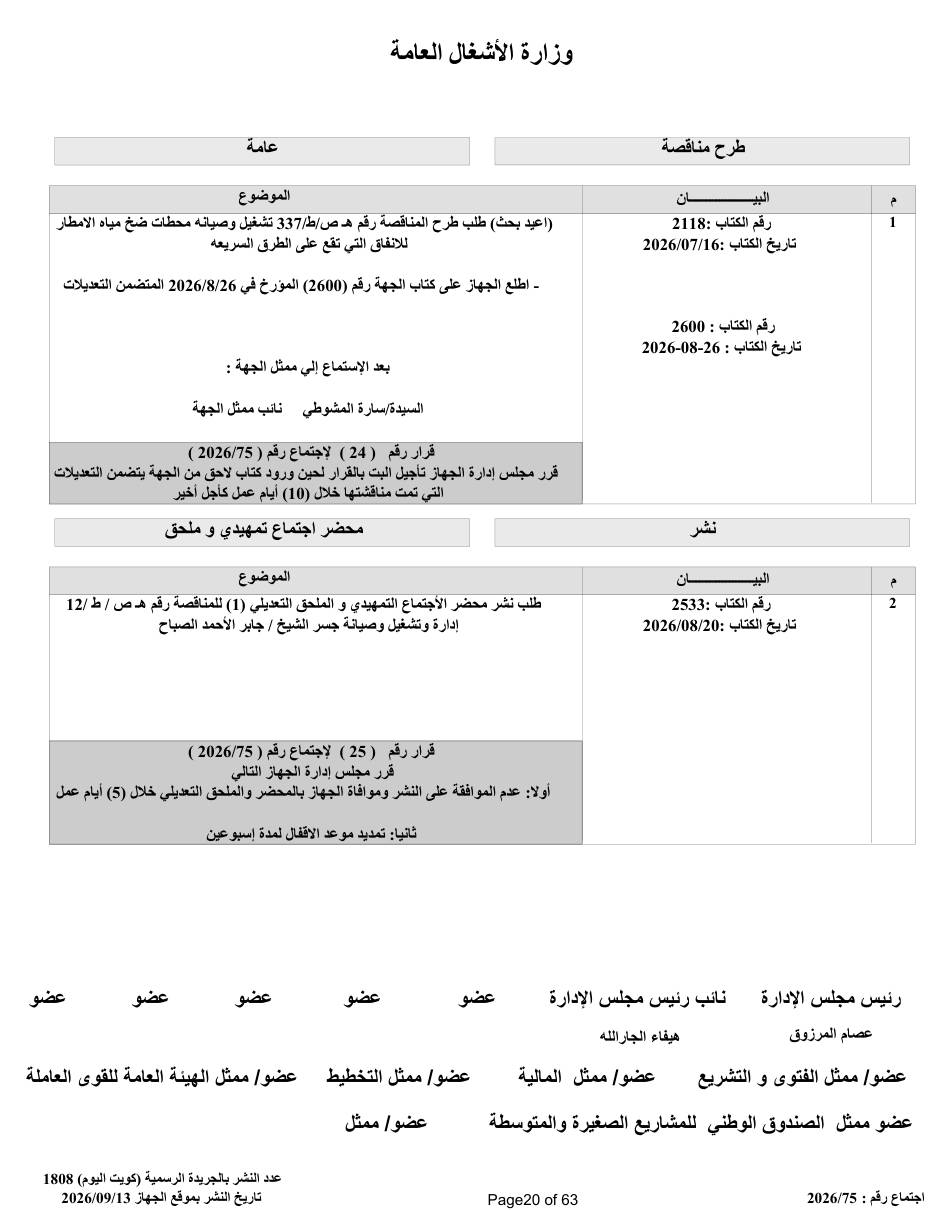 وزارة الأشغال العامة
طرح مناقصة
عامة
م
البيـــــــــــــــان
الموضوع
1
رقم الكتاب :2118
تاريخ الكتاب :2026/07/16
رقم الكتاب : 2600
تاريخ الكتاب : 26-08-2026
(اعيد بحث) طلب طرح المناقصة رقم هـ ص/ط/337 تشغيل وصيانه محطات ضخ مياه الامطار
للانفاق التي تقع على الطرق السريعه
- اطلع الجهاز على كتاب الجهة رقم (2600) المؤرخ في 2026/8/26 المتضمن التعديلات
بعد الإستماع إلي ممثل الجهة :
السيدة/سارة المشوطي نائب ممثل الجهة
قرار رقم ( 24 ) لإجتماع رقم ( 2026/75 )
قرر مجلس إدارة الجهاز تأجيل البت بالقرار لحين ورود كتاب لاحق من الجهة يتضمن التعديلات
التي تمت مناقشتها خلال (10) أيام عمل كأجل أخير
نشر
محضر اجتماع تمهيدي و ملحق
م
البيـــــــــــــــان
الموضوع
2
رقم الكتاب :2533
تاريخ الكتاب :2026/08/20
طلب نشر محضر الأجتماع التمهيدي و الملحق التعديلي (1) للمناقصة رقم هـ ص / ط /12
إدارة وتشغيل وصيانة جسر الشيخ / جابر الأحمد الصباح
قرار رقم ( 25 ) لإجتماع رقم ( 2026/75 )
قرر مجلس إدارة الجهاز التالي
أولا: عدم الموافقة على النشر وموافاة الجهاز بالمحضر والملحق التعديلي خلال (5) أيام عمل
ثانيا: تمديد موعد الاقفال لمدة إسبوعين
رئيس مجلس الإدارة نائب رئيس مجلس الإدارة عضو عضو عضو عضو عضو
عصام المرزوق هيفاء الجارالله
عضو/ ممثل الفتوى و التشريع عضو/ ممثل المالية عضو/ ممثل التخطيط عضو/ ممثل الهيئة العامة للقوى العاملة
عضو ممثل الصندوق الوطني للمشاريع الصغيرة والمتوسطة عضو/ ممثل
عدد النشر بالجريدة الرسمية (كويت اليوم) 1808
اجتماع رقم : 2026/75
Page20 of 63
تاريخ النشر بموقع الجهاز 2026/09/13